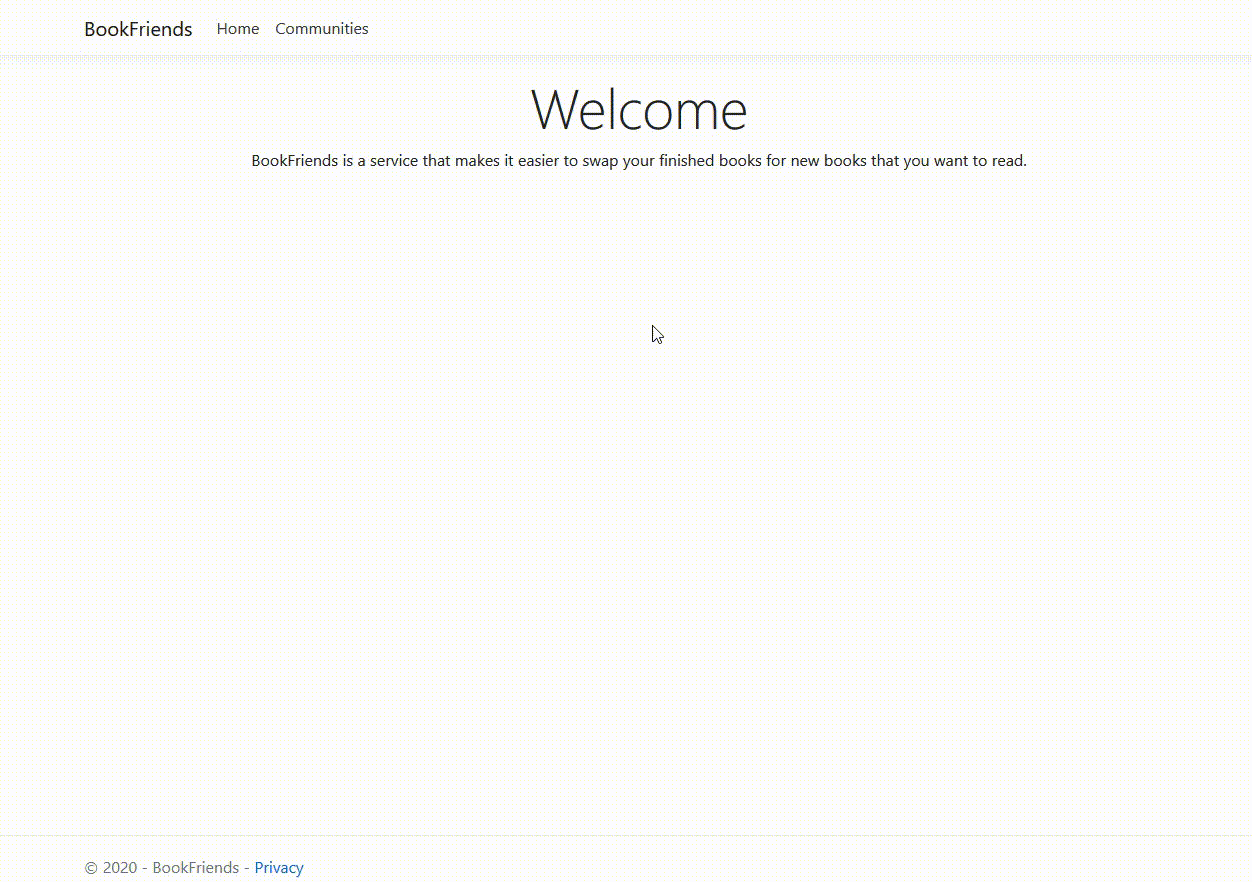 BookFriends Home Communities
Welcome
BookFriends is a service that makes it easier to swap your finished books for new books that you want to read.
© 2020 - BookFriends - Privacy